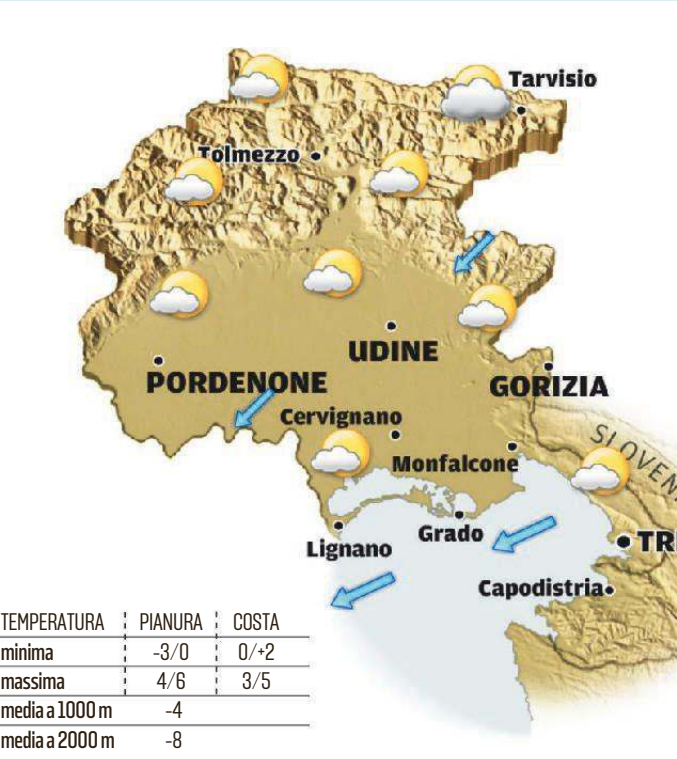 Tarvisio
Tolmezzo
UDINE
PORDENONE
GORIZIA
Cervignano
SLOVEN
Monfalcone
Grado
TR
Lignano
Capodistria
TEMPERATURA PIANURA COSTA
minima -3/0 0/+2
massima 4/6 3/5
media a 1000 m -4
media a 2000 m -8